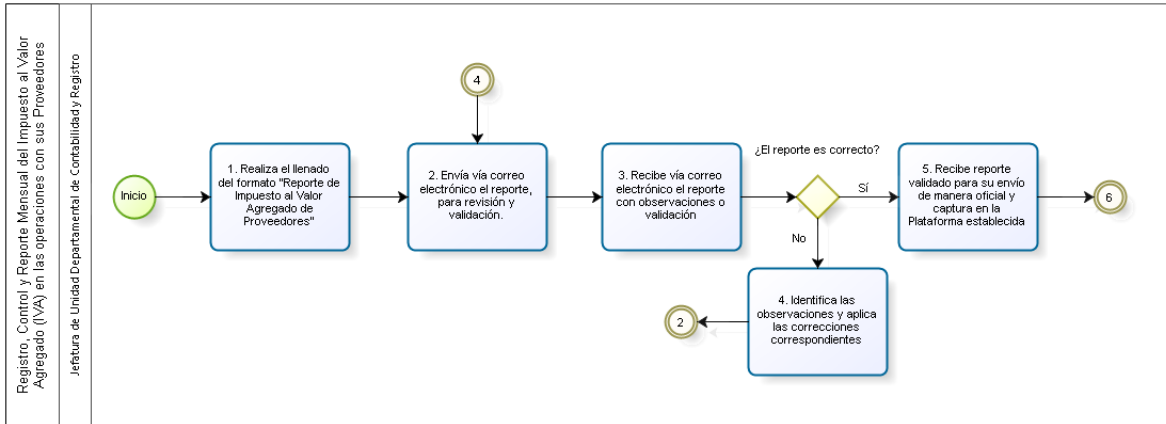 Registro, Control y Reporte Mensual del Impuesto al Valor
Agregado (IVA) en las operaciones con sus Proveedores
Jefatura de Unidad Departamental de Contabilidad y Registro
Inicio
1. Realiza el llenado
del formato "Reporte de
Impuesto al Valor
Agregado de
Proveedores"
4
2. Envía vía correo
electrónico el reporte,
para revisión y
validación.
3. Recibe vía correo
electrónico el reporte
con observaciones o
validación
¿El reporte es correcto?
Sí
No
4. Identifica las
observaciones y aplica
las correcciones
correspondientes
2
5. Recibe reporte
validado para su envío
de manera oficial y
captura en la
Plataforma establecida
6